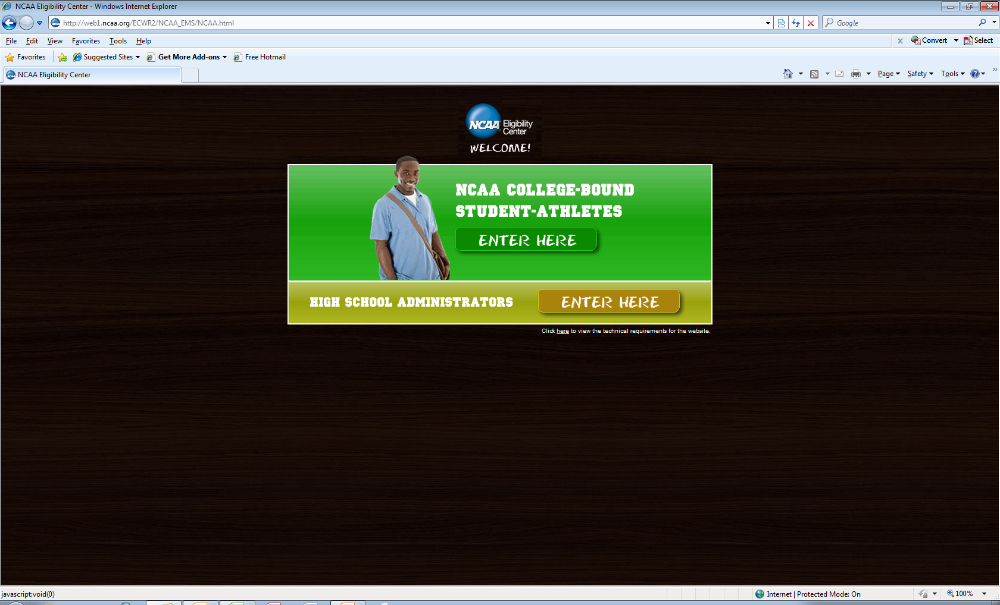 NCAA Eligibility Center - Windows Internet Explorer
http://web1.ncaa.org/ECWR2/NCAA_EMS/NCAA.html
Google
File Edit View Favorites Tools Help
x Convert Select
Favorites Suggested Sites Get More Add-ons Free Hotmail
NCAA Eligibility Center
Page Safety Tools
NCAA Eligibility
Center
WELCOME!
NCAA COLLEGE-BOUND
STUDENT-ATHLETES
ENTER HERE
HIGH SCHOOL ADMINISTRATORS
ENTER HERE
Click here to view the technical requirements for the website.
javascript:void(0)
Internet | Protected Mode: On
100%